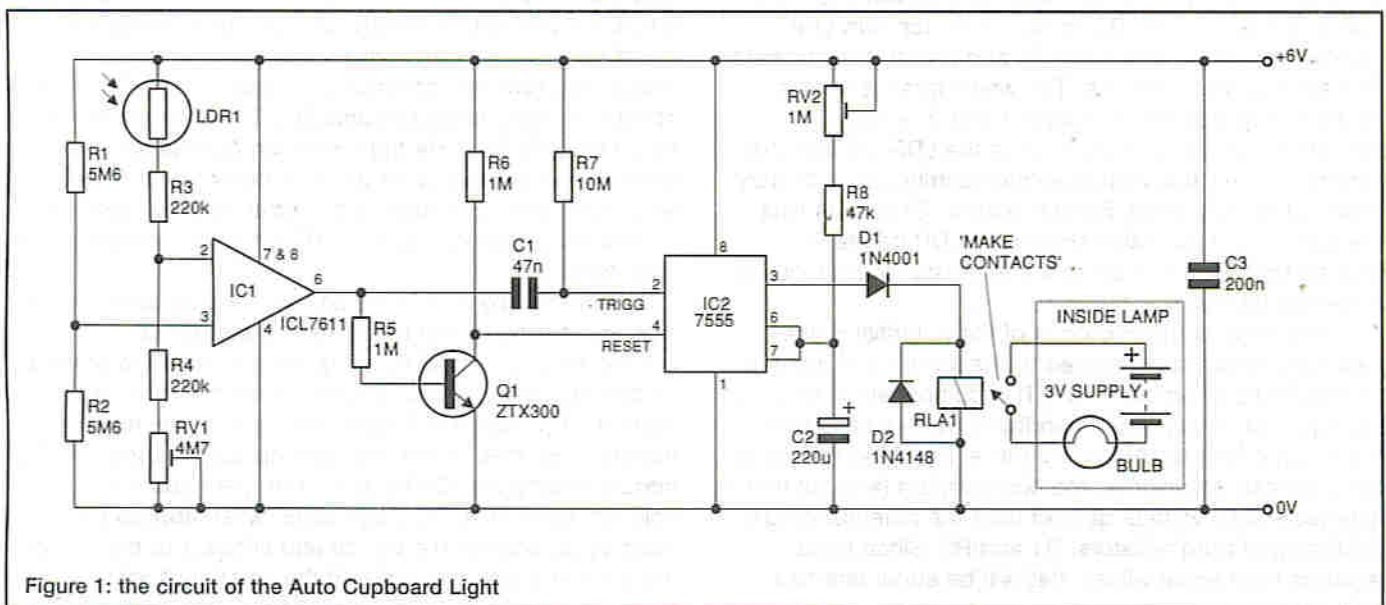 +6V
LDR1
RV2
1M
R1
5M6
R3
220k
R6
1M
R7
10M
R8
47k
D1
1N4001
'MAKE
CONTACTS'
C1
47n
2
7 & 8
6
3
4
IC1
ICL7611
8
2
TRIGG
4
RESET
IC2
7555
3
6
7
1
C3
200n
INSIDE LAMP
+
3V SUPPLY
BULB
R5
1M
R4
220k
Q1
ZTX300
R2
5M6
RV1
4M7
+
C2
220u
D2
1N4148
RLA1
0V
Figure 1: the circuit of the Auto Cupboard Light